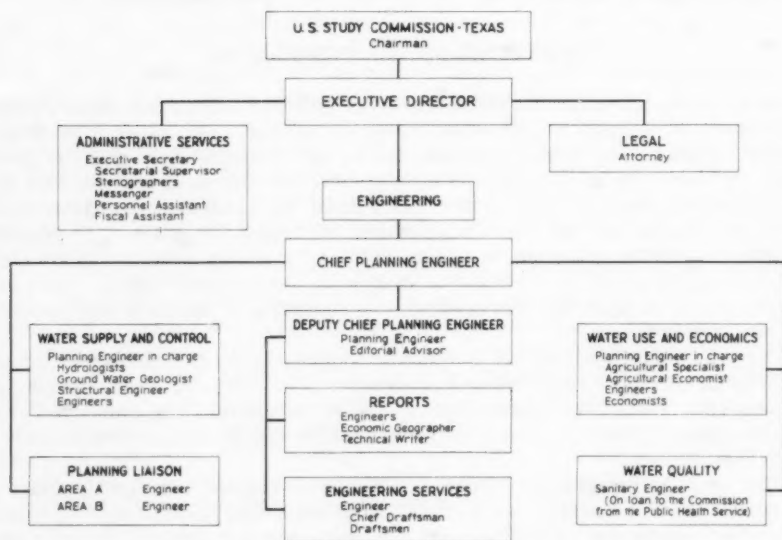 U. S. STUDY COMMISSION - TEXAS
Chairman
EXECUTIVE DIRECTOR
ADMINISTRATIVE SERVICES
Executive Secretary
Secretarial Supervisor
Stenographers
Messenger
Personnel Assistant
Fiscal Assistant
LEGAL
Attorney
ENGINEERING
CHIEF PLANNING ENGINEER
WATER SUPPLY AND CONTROL
Planning Engineer in charge
Hydrologists
Ground Water Geologist
Structural Engineer
Engineers
DEPUTY CHIEF PLANNING ENGINEER
Planning Engineer
Editorial Advisor
WATER USE AND ECONOMICS
Planning Engineer in charge
Agricultural Specialist
Agricultural Economist
Engineers
Economists
REPORTS
Engineers
Economic Geographer
Technical Writer
PLANNING LIAISON
AREA A Engineer
AREA B Engineer
ENGINEERING SERVICES
Engineer
Chief Draftsman
Draftsmen
WATER QUALITY
Sanitary Engineer
(On loan to the Commission
from the Public Health Service)